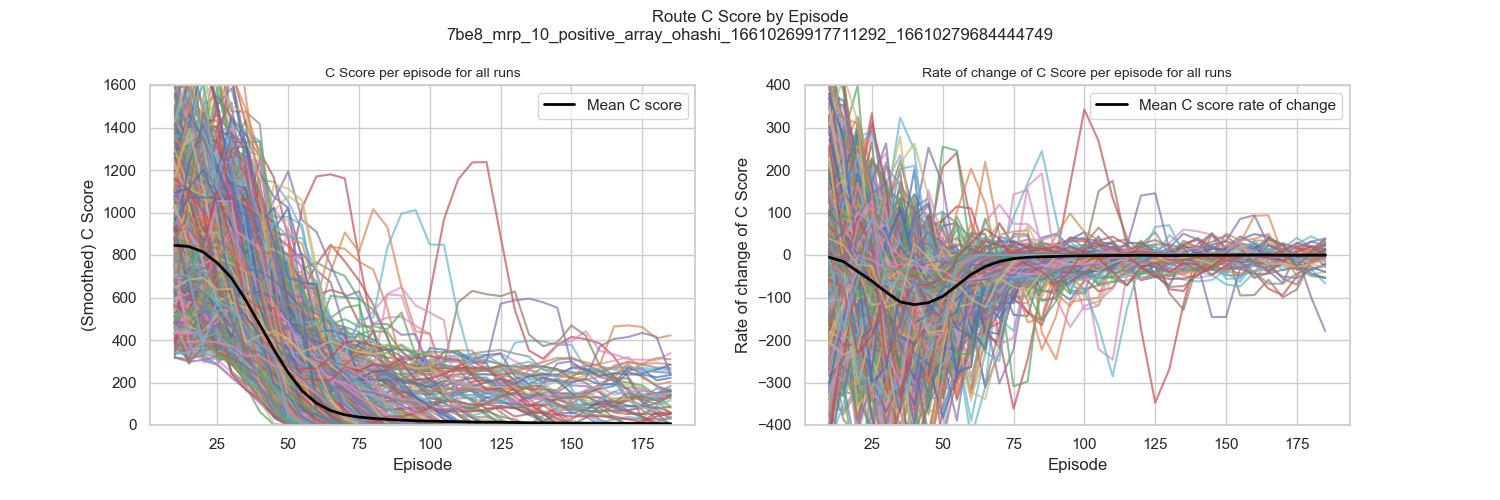 Route C Score by Episode
7be8_mrp_10_positive_array_ohashi_16610269917711292_16610279684444749
C Score per episode for all runs
1600
1400
1200
1000
800
600
400
200
0
(Smoothed) C Score
Mean C score
25 50 75 100 125 150 175
Episode
Rate of change of C Score per episode for all runs
400
300
200
100
0
−100
−200
−300
−400
Rate of change of C Score
Mean C score rate of change
25 50 75 100 125 150 175
Episode